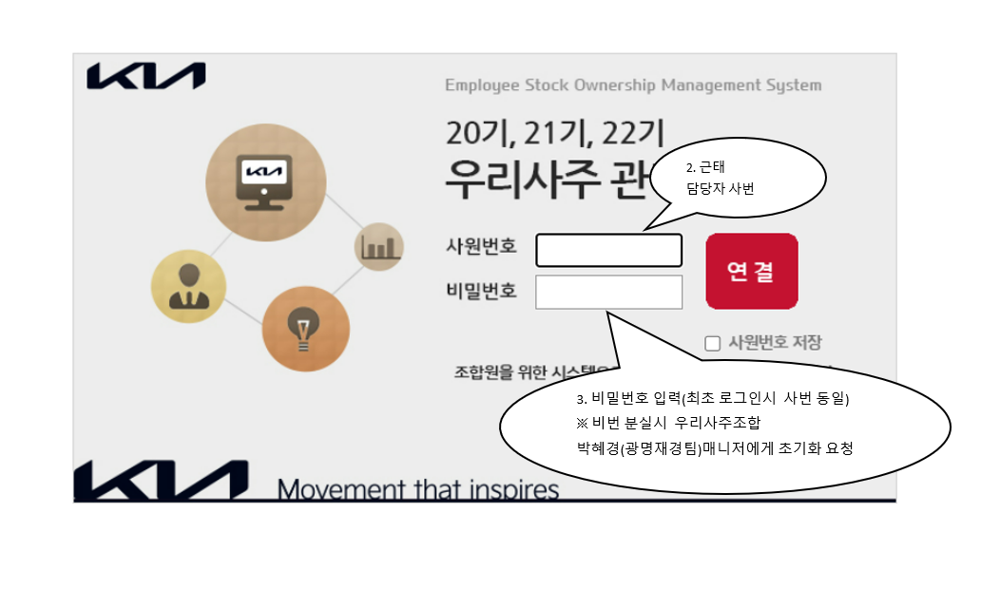 KIA
Employee Stock Ownership Management System
20기, 21기, 22기
우리사주 관
2. 근태
담당자 사번
KIA
사원번호
비밀번호
연 결
사원번호 저장
조합원을 위한
3. 비밀번호 입력(최초 로그인시 사번 동일)
※ 비번 분실시 우리사주조합
박혜경(광명재경팀)매니저에게 초기화 요청
KIA
Movement that inspires